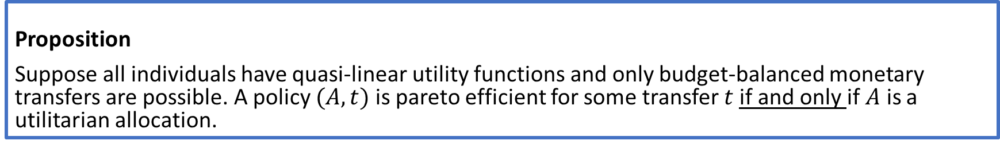 Proposition
Suppose all individuals have quasi-linear utility functions and only budget-balanced monetary
transfers are possible. A policy (A, t) is pareto efficient for some transfer t if and only if A is a
utilitarian allocation.